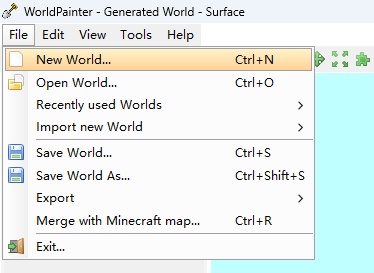 WorldPainter - Generated World - Surface
File Edit View Tools Help
New World... Ctrl+N
Open World... Ctrl+O
Recently used Worlds
Import new World
Save World... Ctrl+S
Save World As... Ctrl+Shift+S
Export
Merge with Minecraft map... Ctrl+R
Exit...